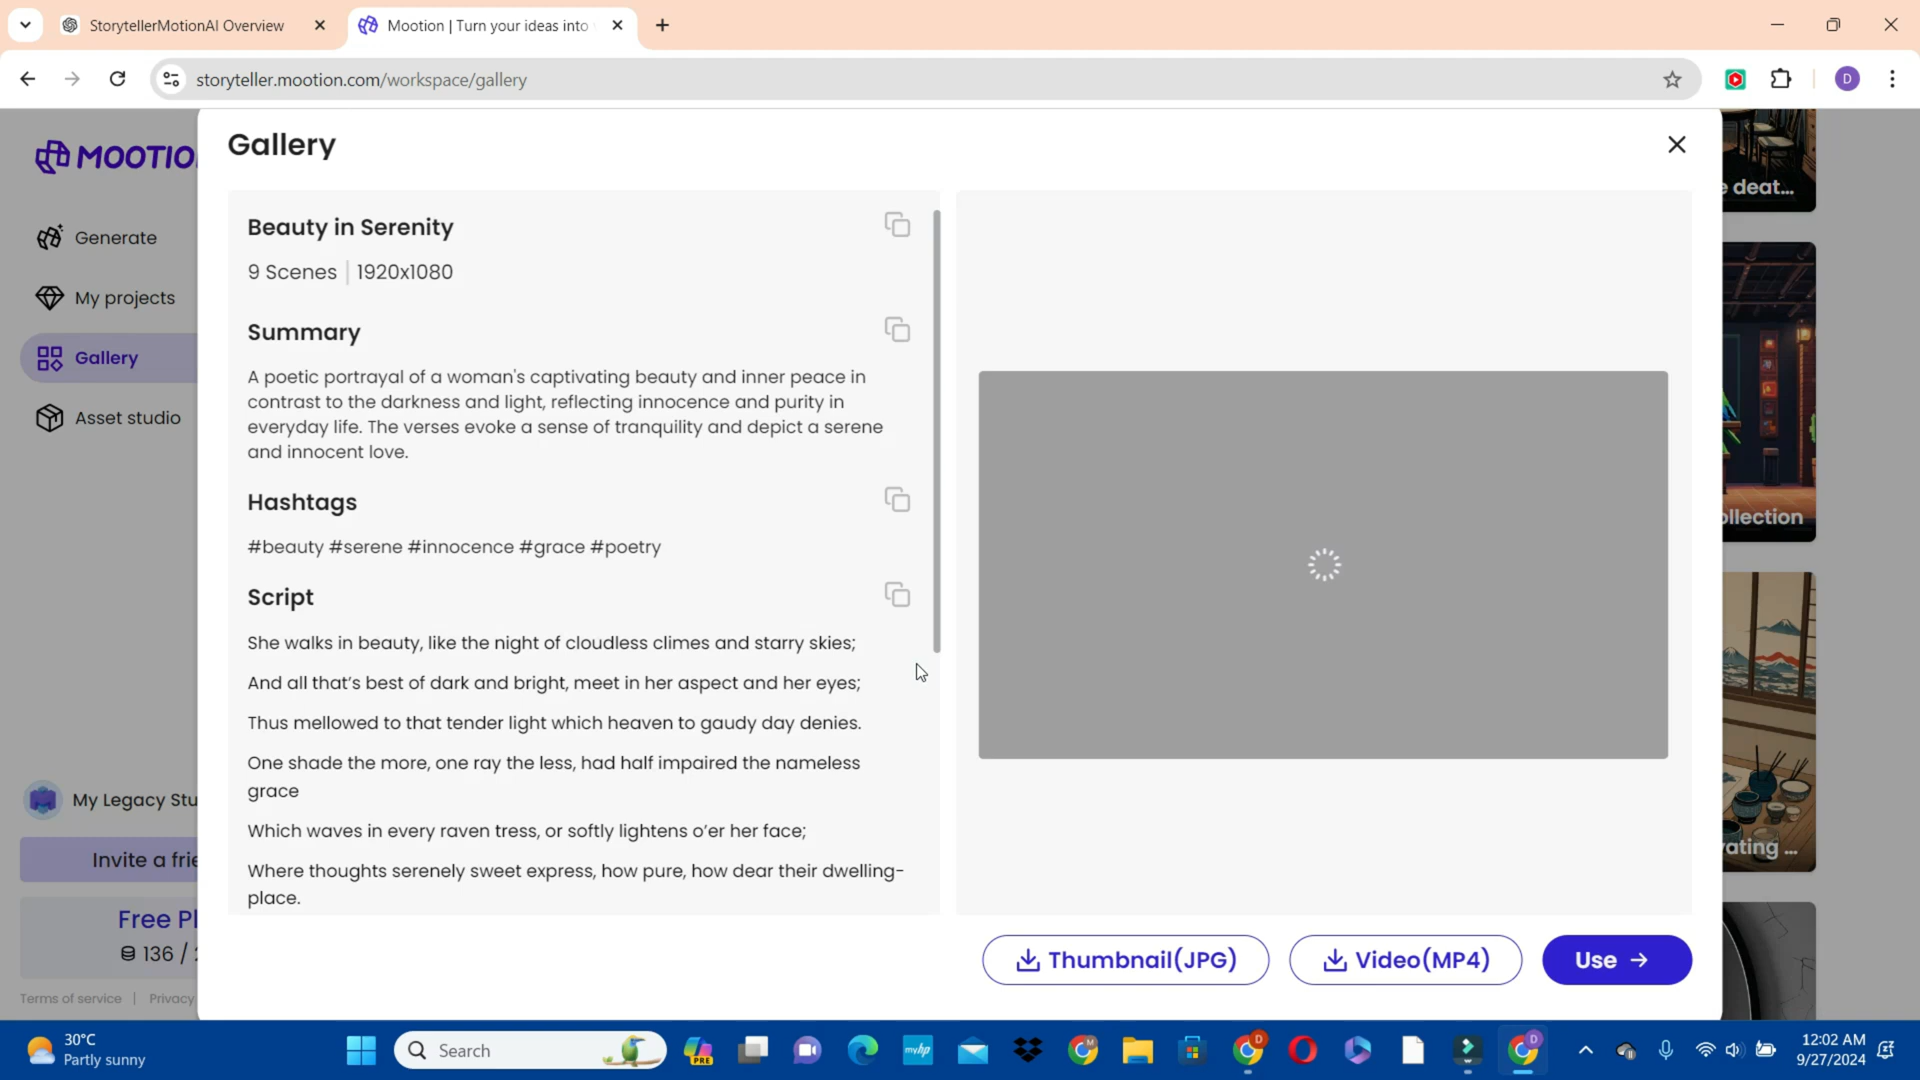 StorytellerMotionAI Overview
Mootion | Turn your ideas into
storyteller.mootion.com/workspace/gallery
MOOTIO
Generate
My projects
Gallery
Asset studio
My Legacy Stu
Invite a frie
Free Pl
136 /
Terms of service | Privacy
Gallery
Beauty in Serenity
9 Scenes | 1920x1080
Summary
A poetic portrayal of a woman's captivating beauty and inner peace in
contrast to the darkness and light, reflecting innocence and purity in
everyday life. The verses evoke a sense of tranquility and depict a serene
and innocent love.
Hashtags
#beauty #serene #innocence #grace #poetry
Script
She walks in beauty, like the night of cloudless climes and starry skies;
And all that's best of dark and bright, meet in her aspect and her eyes;
Thus mellowed to that tender light which heaven to gaudy day denies.
One shade the more, one ray the less, had half impaired the nameless
grace
Which waves in every raven tress, or softly lightens o'er her face;
Where thoughts serenely sweet express, how pure, how dear their dwelling-
place.
Thumbnail(JPG)
Video(MP4)
Use →
e deat...
ollection
vating ...
D
30°C
Partly sunny
Search
PRE
myhp
M
D
D
12:02 AM
9/27/2024